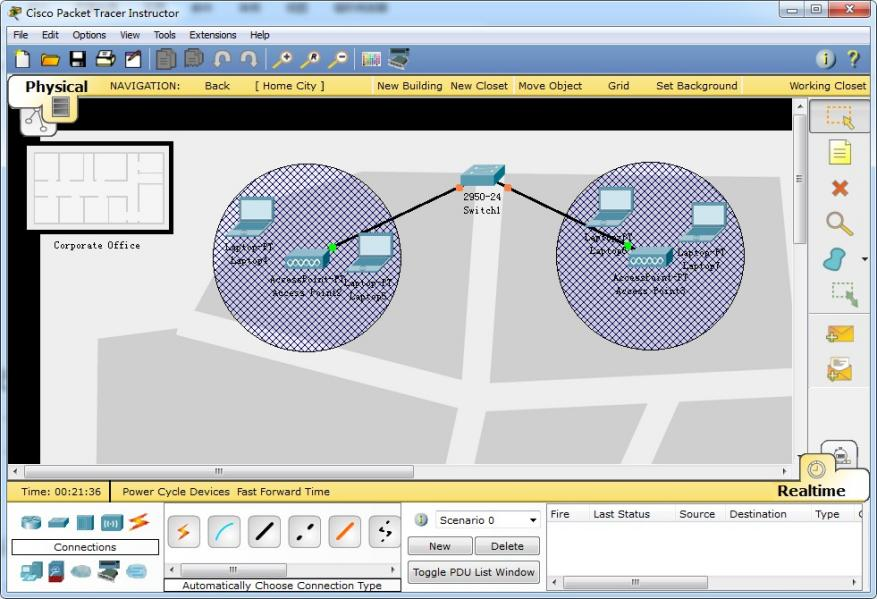 Cisco Packet Tracer Instructor
File Edit Options View Tools Extensions Help
Physical NAVIGATION: Back [ Home City ] New Building New Closet Move Object Grid Set Background Working Closet
Corporate Office
2950-24
Switch1
Laptop-PT
Laptop4
AccessPoint-PT
Access Point2
Laptop-PT
Laptop5
Laptop-PT
AccessPoint-PT
Access Point3
Laptop-PT
Laptop7
Time: 00:21:36 Power Cycle Devices Fast Forward Time
Realtime
Connections
Automatically Choose Connection Type
Scenario 0
New Delete
Toggle PDU List Window
Fire Last Status Source Destination Type